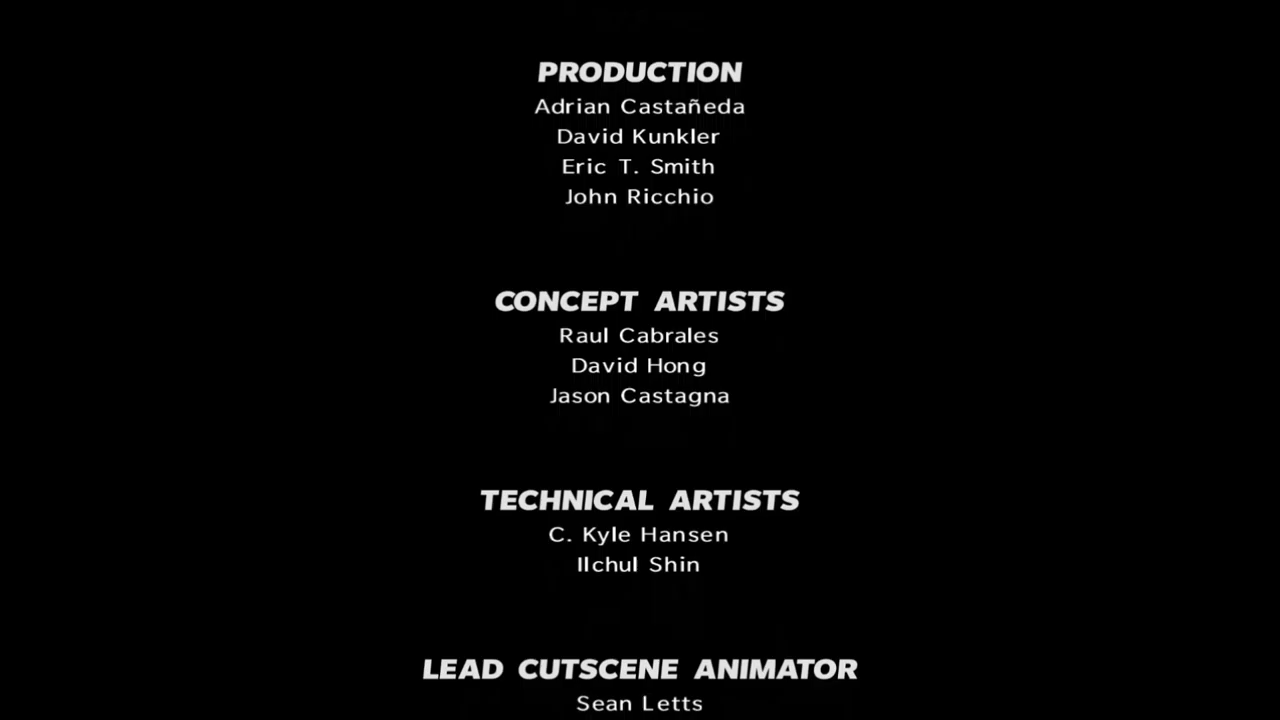 PRODUCTION
Adrian Castañeda
David Kunkler
Eric T. Smith
John Ricchio
CONCEPT ARTISTS
Raul Cabrales
David Hong
Jason Castagna
TECHNICAL ARTISTS
C. Kyle Hansen
Ilchul Shin
LEAD CUTSCENE ANIMATOR
Sean Letts